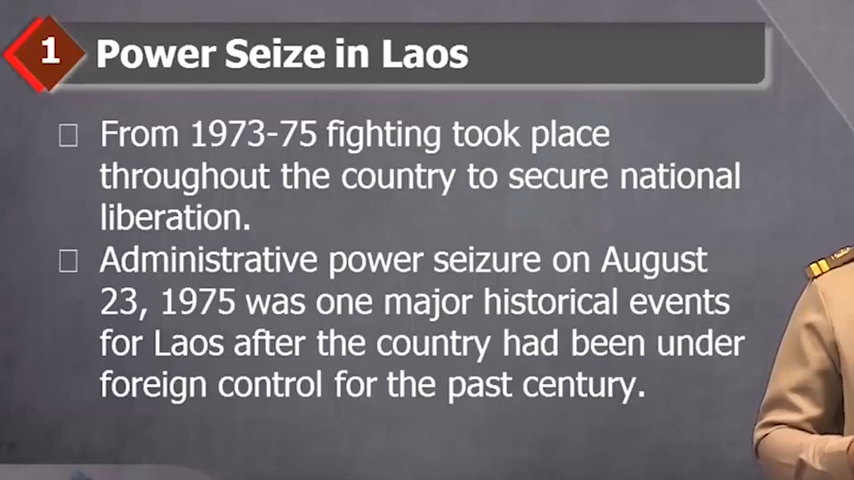 1
Power Seize in Laos
From 1973-75 fighting took place
throughout the country to secure national
liberation.
Administrative power seizure on August
23, 1975 was one major historical events
for Laos after the country had been under
foreign control for the past century.